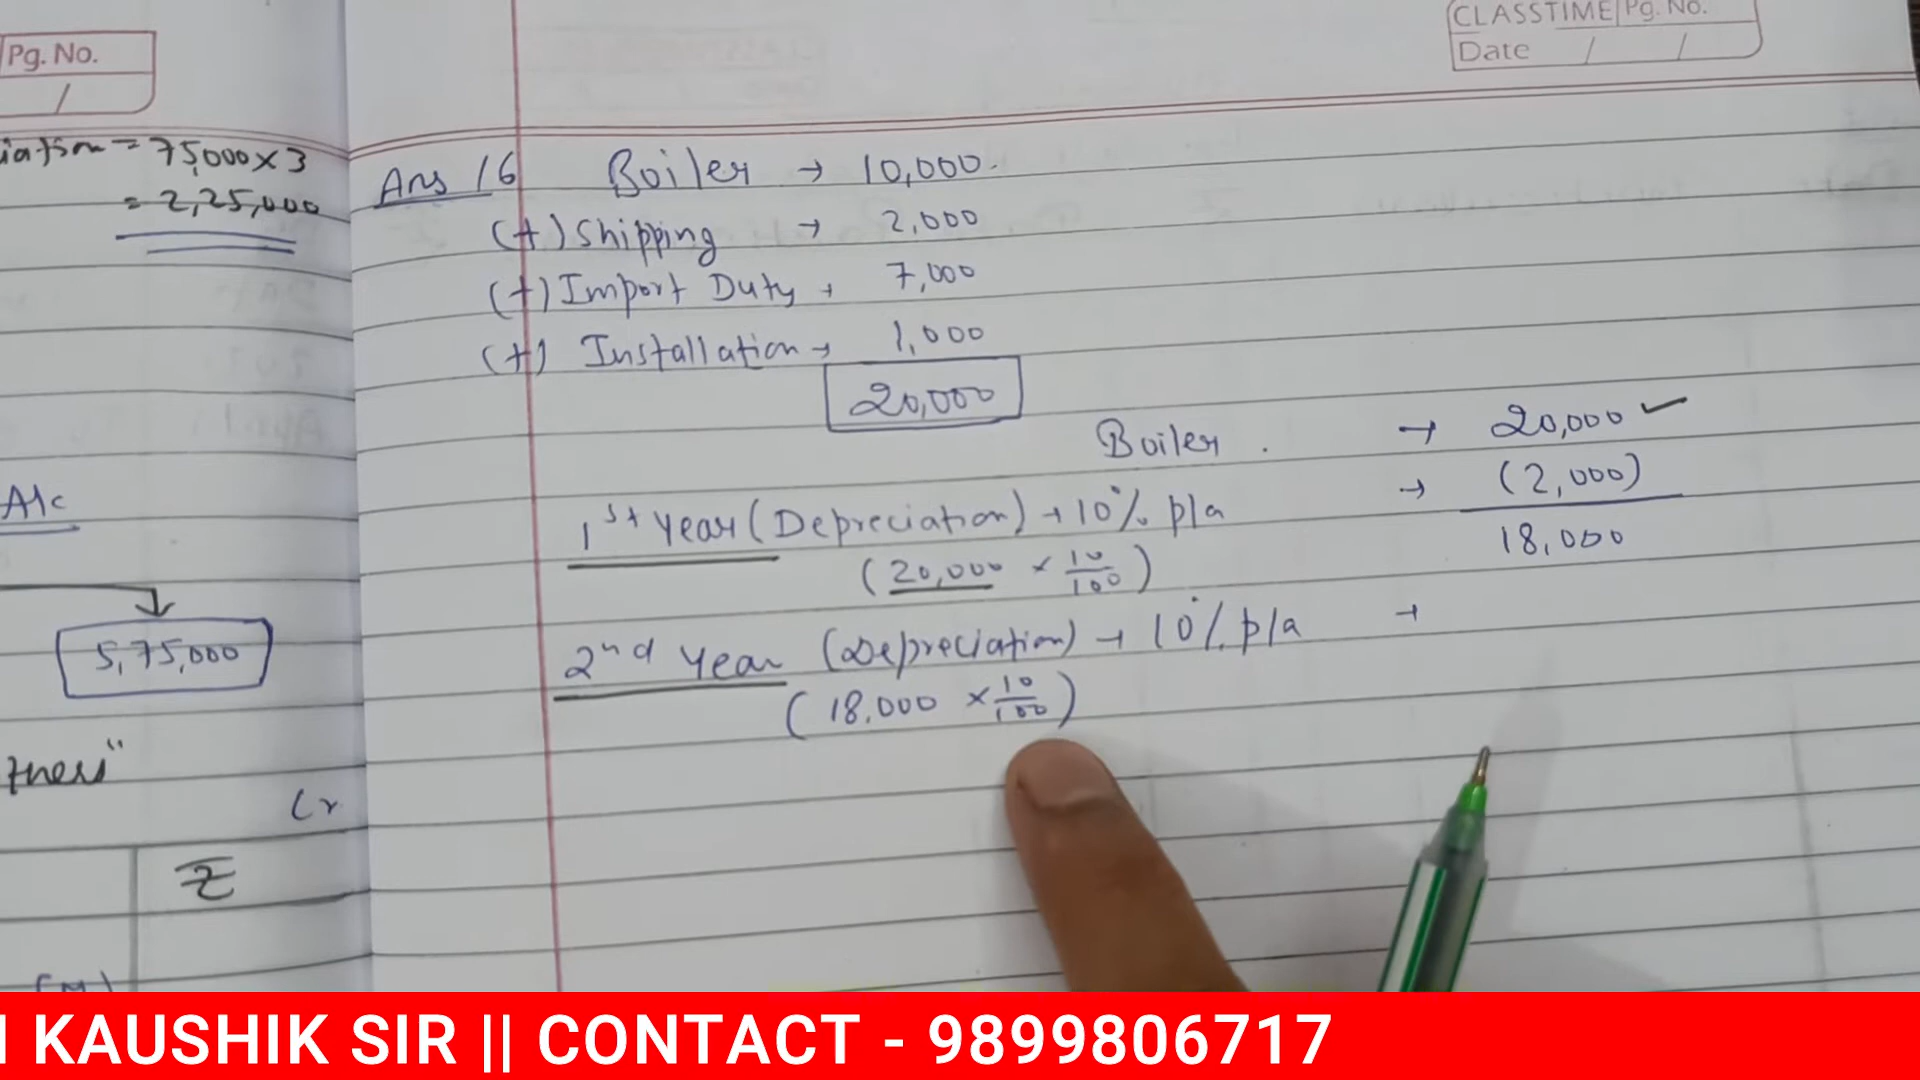 Pg. No.
/
iation = 75,000 × 3
= 2,25,000
A/c
5,75,000
(r
₹
CLASSTIME Pg. No.
Date / /
Ans 16 Boiler → 10,000.
(+) Shipping → 2,000
(+) Import Duty → 7,000
(+) Installation → 1,000
20,000
Boiler . → 20,000 ✓
1st Year (Depreciation) → 10% p/a → (2,000)
(20,000 × 10/100) 18,000
2nd Year (Depreciation) → 10% p/a →
(18,000 × 10/100)
KAUSHIK SIR || CONTACT - 9899806717